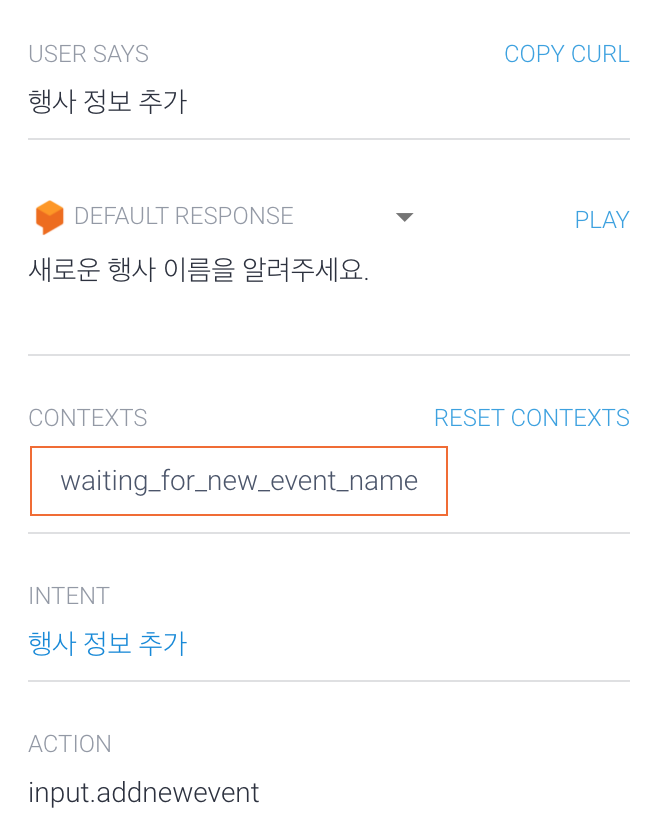 USER SAYS COPY CURL
행사 정보 추가
DEFAULT RESPONSE PLAY
새로운 행사 이름을 알려주세요.
CONTEXTS RESET CONTEXTS
waiting_for_new_event_name
INTENT
행사 정보 추가
ACTION
input.addnewevent